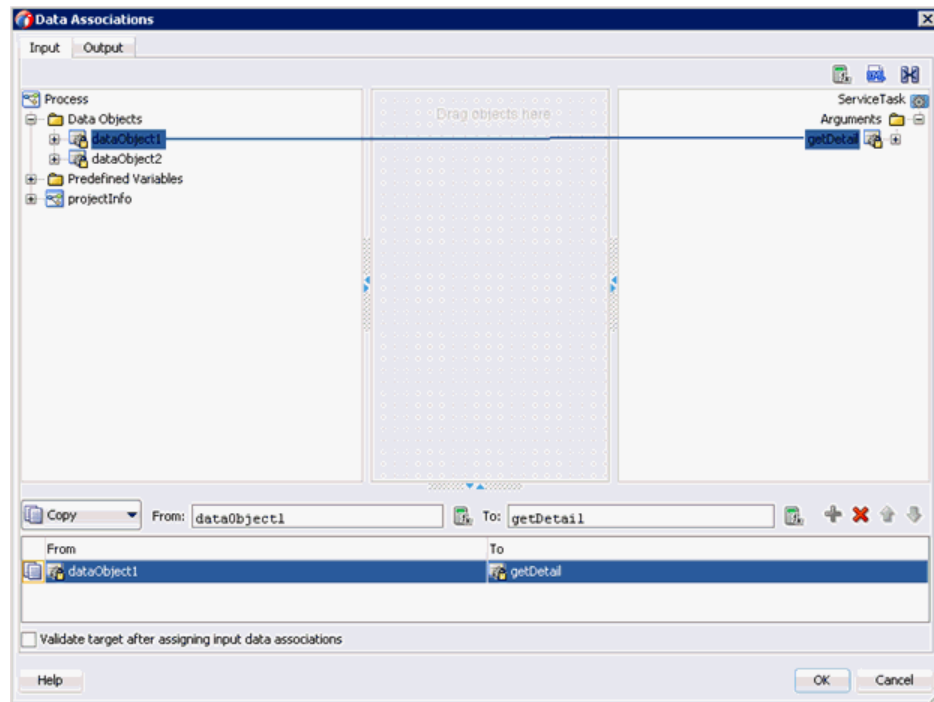 Data Associations
Input Output
Process
Data Objects
dataObject1
dataObject2
Predefined Variables
projectInfo
Drag objects here
ServiceTask
Arguments
getDetail
Copy From: dataObject1 To: getDetail
From To
dataObject1 getDetail
Validate target after assigning input data associations
Help OK Cancel